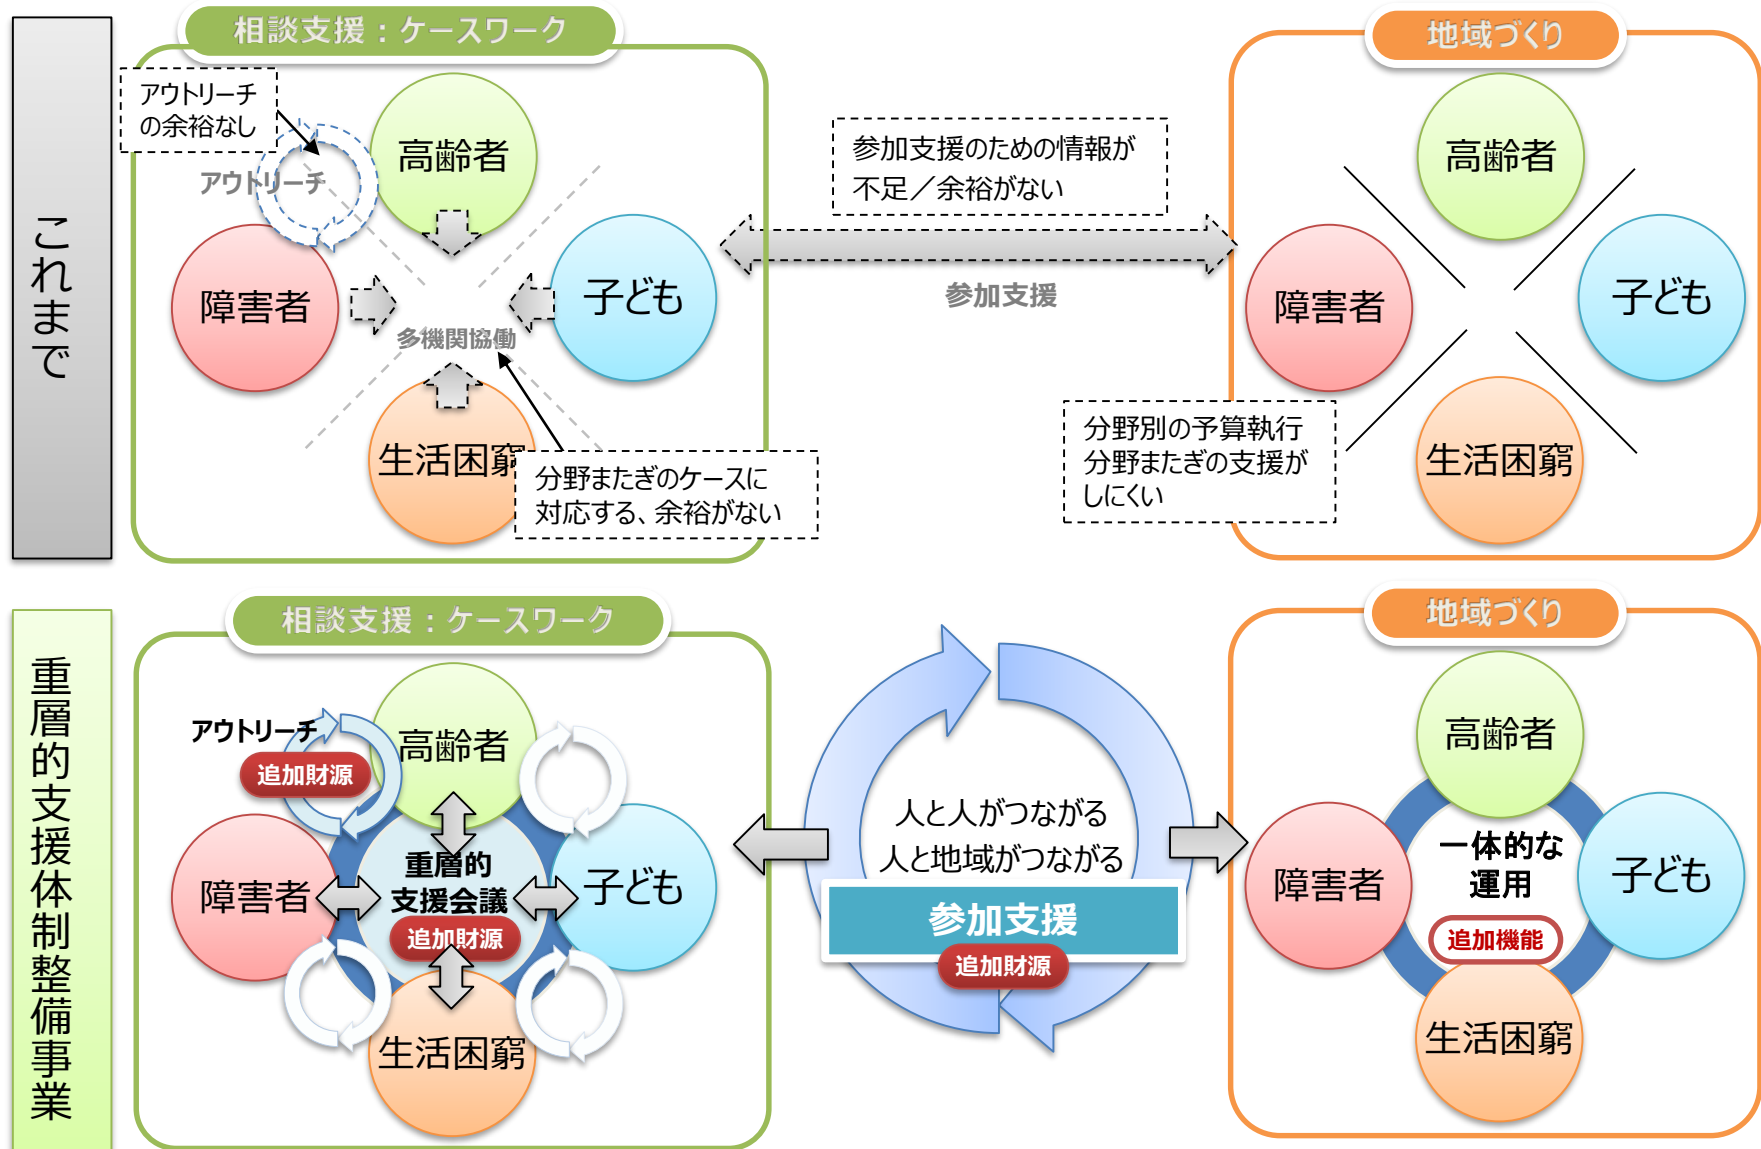 これまで
相談支援：ケースワーク
アウトリーチ
の余裕なし
アウトリーチ
高齢者
障害者
子ども
多機関協働
生活困窮
分野またぎのケースに
対応する、余裕がない
参加支援のための情報が
不足／余裕がない
参加支援
地域づくり
高齢者
障害者
子ども
生活困窮
分野別の予算執行
分野またぎの支援が
しにくい
重層的支援体制整備事業
相談支援：ケースワーク
アウトリーチ
追加財源
高齢者
障害者
子ども
重層的
支援会議
追加財源
生活困窮
人と人がつながる
人と地域がつながる
参加支援
追加財源
地域づくり
高齢者
障害者
子ども
一体的な
運用
追加機能
生活困窮